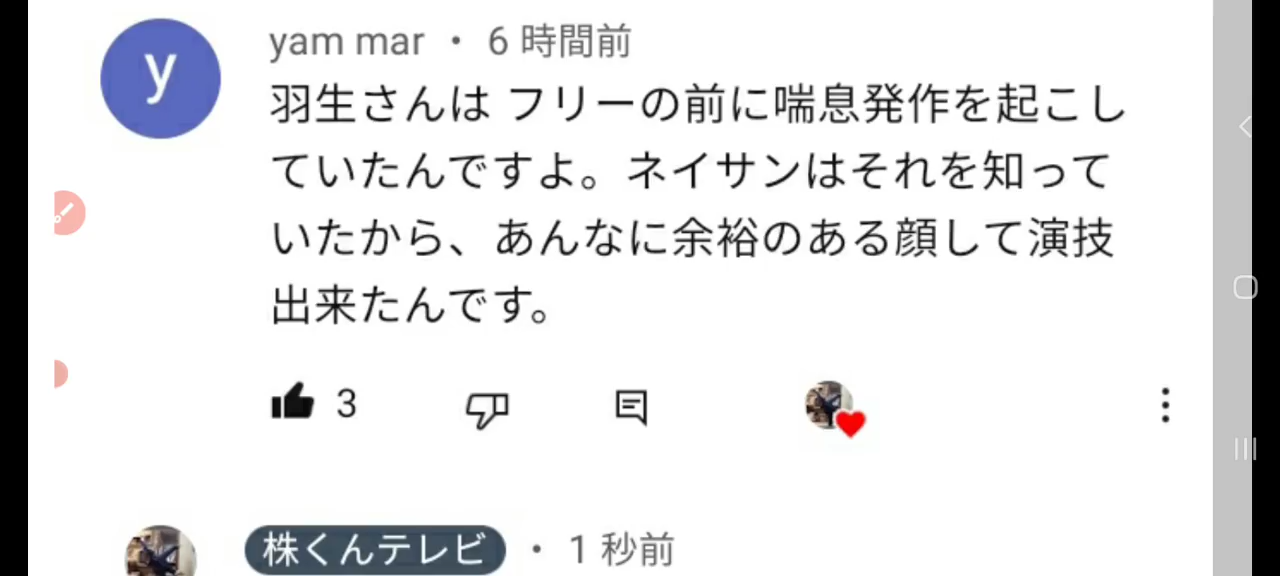 y
yam mar ・ 6 時間前
羽生さんは フリーの前に喘息発作を起こし
ていたんですよ。ネイサンはそれを知って
いたから、あんなに余裕のある顔して演技
出来たんです。
3
株くんテレビ ・ 1 秒前